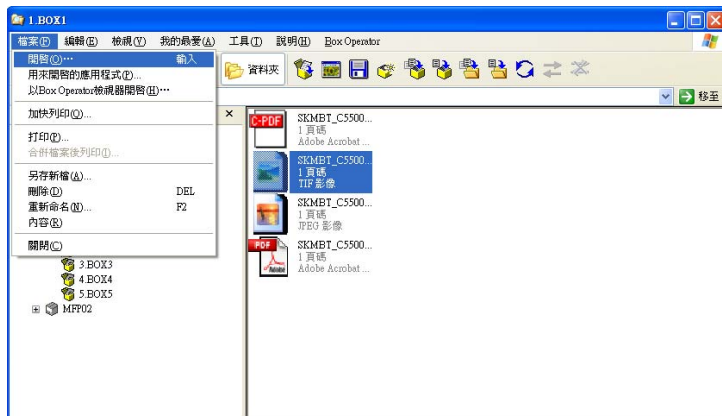 1.BOX1
檔案(F) 編輯(E) 檢視(V) 我的最愛(A) 工具(T) 說明(H) Box Operator
開啓(O)… 輸入
用來開啓的應用程式(P)...
以Box Operator檢視器開啓(H)…
加快列印(Q)...
打印(P)...
合併檔案後列印(I)...
另存新檔(A)...
刪除(D) DEL
重新命名(N)... F2
內容(R)
關閉(C)
資料夾
移至
3.BOX3
4.BOX4
5.BOX5
MFP02
C-PDF
SKMBT_C5500...
1 頁碼
Adobe Acrobat ...
SKMBT_C5500...
1 頁碼
TIF 影像
SKMBT_C5500...
1 頁碼
JPEG 影像
PDF
Adobe
SKMBT_C5500...
1 頁碼
Adobe Acrobat ...